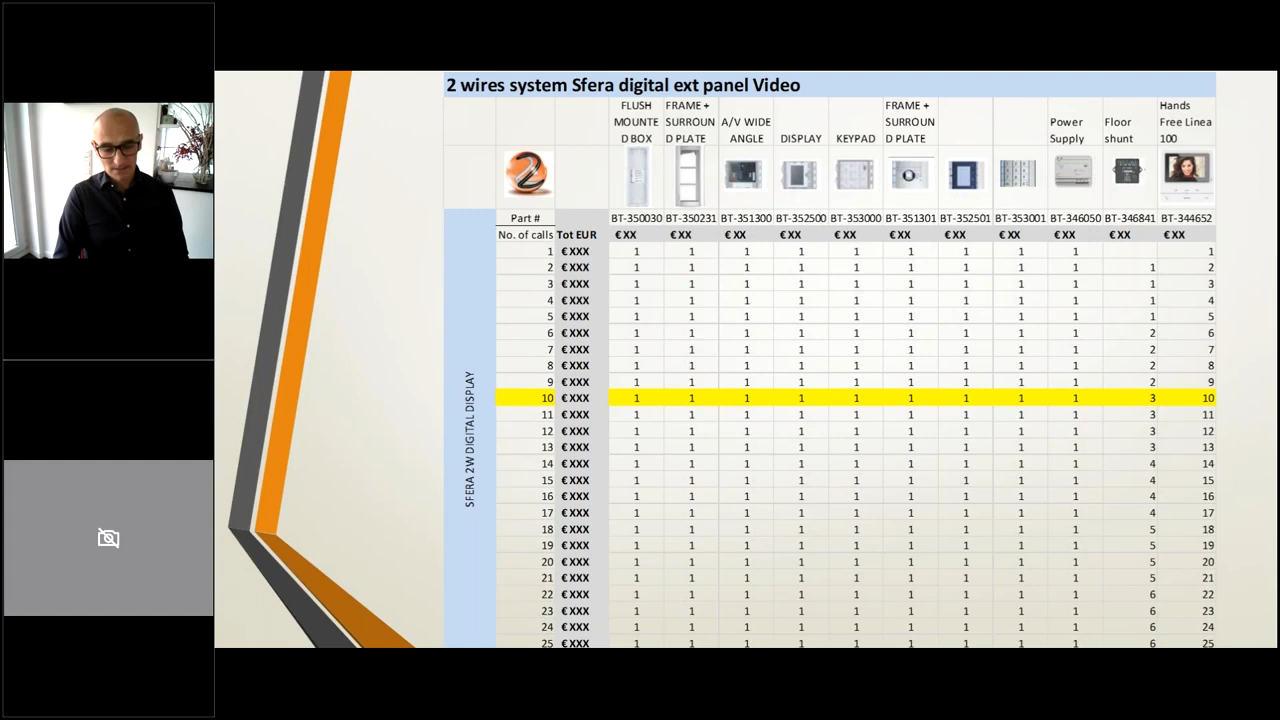 2 wires system Sfera digital ext panel Video
FLUSH MOUNTE D BOX
FRAME + SURROUN D PLATE
A/V WIDE ANGLE
DISPLAY
KEYPAD
FRAME + SURROUN D PLATE
Power Supply
Floor shunt
Hands Free Linea 100
2
Part # BT-350030 BT-350231 BT-351300 BT-352500 BT-353000 BT-351301 BT-352501 BT-353001 BT-346050 BT-346841 BT-344652
No. of calls Tot EUR € XX € XX € XX € XX € XX € XX € XX € XX € XX € XX € XX
1 € XXX 1 1 1 1 1 1 1 1 1 1
2 € XXX 1 1 1 1 1 1 1 1 1 1 2
3 € XXX 1 1 1 1 1 1 1 1 1 1 3
4 € XXX 1 1 1 1 1 1 1 1 1 1 4
5 € XXX 1 1 1 1 1 1 1 1 1 1 5
6 € XXX 1 1 1 1 1 1 1 1 1 2 6
7 € XXX 1 1 1 1 1 1 1 1 1 2 7
8 € XXX 1 1 1 1 1 1 1 1 1 2 8
9 € XXX 1 1 1 1 1 1 1 1 1 2 9
10 € XXX 1 1 1 1 1 1 1 1 1 3 10
11 € XXX 1 1 1 1 1 1 1 1 1 3 11
12 € XXX 1 1 1 1 1 1 1 1 1 3 12
13 € XXX 1 1 1 1 1 1 1 1 1 3 13
14 € XXX 1 1 1 1 1 1 1 1 1 4 14
15 € XXX 1 1 1 1 1 1 1 1 1 4 15
16 € XXX 1 1 1 1 1 1 1 1 1 4 16
17 € XXX 1 1 1 1 1 1 1 1 1 4 17
18 € XXX 1 1 1 1 1 1 1 1 1 5 18
19 € XXX 1 1 1 1 1 1 1 1 1 5 19
20 € XXX 1 1 1 1 1 1 1 1 1 5 20
21 € XXX 1 1 1 1 1 1 1 1 1 5 21
22 € XXX 1 1 1 1 1 1 1 1 1 6 22
23 € XXX 1 1 1 1 1 1 1 1 1 6 23
24 € XXX 1 1 1 1 1 1 1 1 1 6 24
25 € XXX 1 1 1 1 1 1 1 1 1 6 25
SFERA 2W DIGITAL DISPLAY